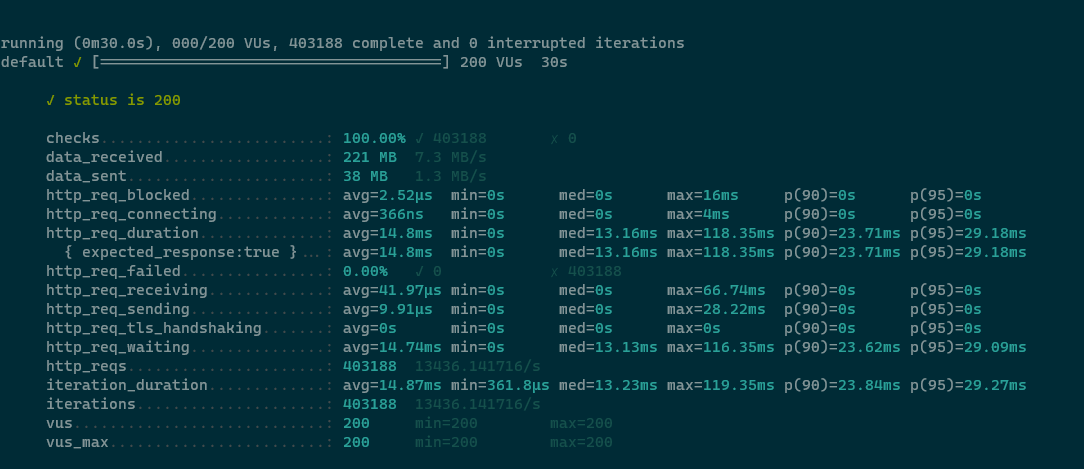 running (0m30.0s), 000/200 VUs, 403188 complete and 0 interrupted iterations
default ✓ [======================================] 200 VUs  30s
✓ status is 200
checks.........................: 100.00% ✓ 403188       ✗ 0
data_received..................: 221 MB  7.3 MB/s
data_sent......................: 38 MB   1.3 MB/s
http_req_blocked...............: avg=2.52µs  min=0s      med=0s      max=16ms     p(90)=0s      p(95)=0s
http_req_connecting............: avg=366ns   min=0s      med=0s      max=4ms      p(90)=0s      p(95)=0s
http_req_duration..............: avg=14.8ms  min=0s      med=13.16ms max=118.35ms p(90)=23.71ms p(95)=29.18ms
{ expected_response:true }...: avg=14.8ms  min=0s      med=13.16ms max=118.35ms p(90)=23.71ms p(95)=29.18ms
http_req_failed................: 0.00%   ✓ 0            ✗ 403188
http_req_receiving.............: avg=41.97µs min=0s      med=0s      max=66.74ms  p(90)=0s      p(95)=0s
http_req_sending...............: avg=9.91µs  min=0s      med=0s      max=28.22ms  p(90)=0s      p(95)=0s
http_req_tls_handshaking.......: avg=0s      min=0s      med=0s      max=0s       p(90)=0s      p(95)=0s
http_req_waiting...............: avg=14.74ms min=0s      med=13.13ms max=116.35ms p(90)=23.62ms p(95)=29.09ms
http_reqs......................: 403188  13436.141716/s
iteration_duration.............: avg=14.87ms min=361.8µs med=13.23ms max=119.35ms p(90)=23.84ms p(95)=29.27ms
iterations.....................: 403188  13436.141716/s
vus............................: 200     min=200        max=200
vus_max........................: 200     min=200        max=200